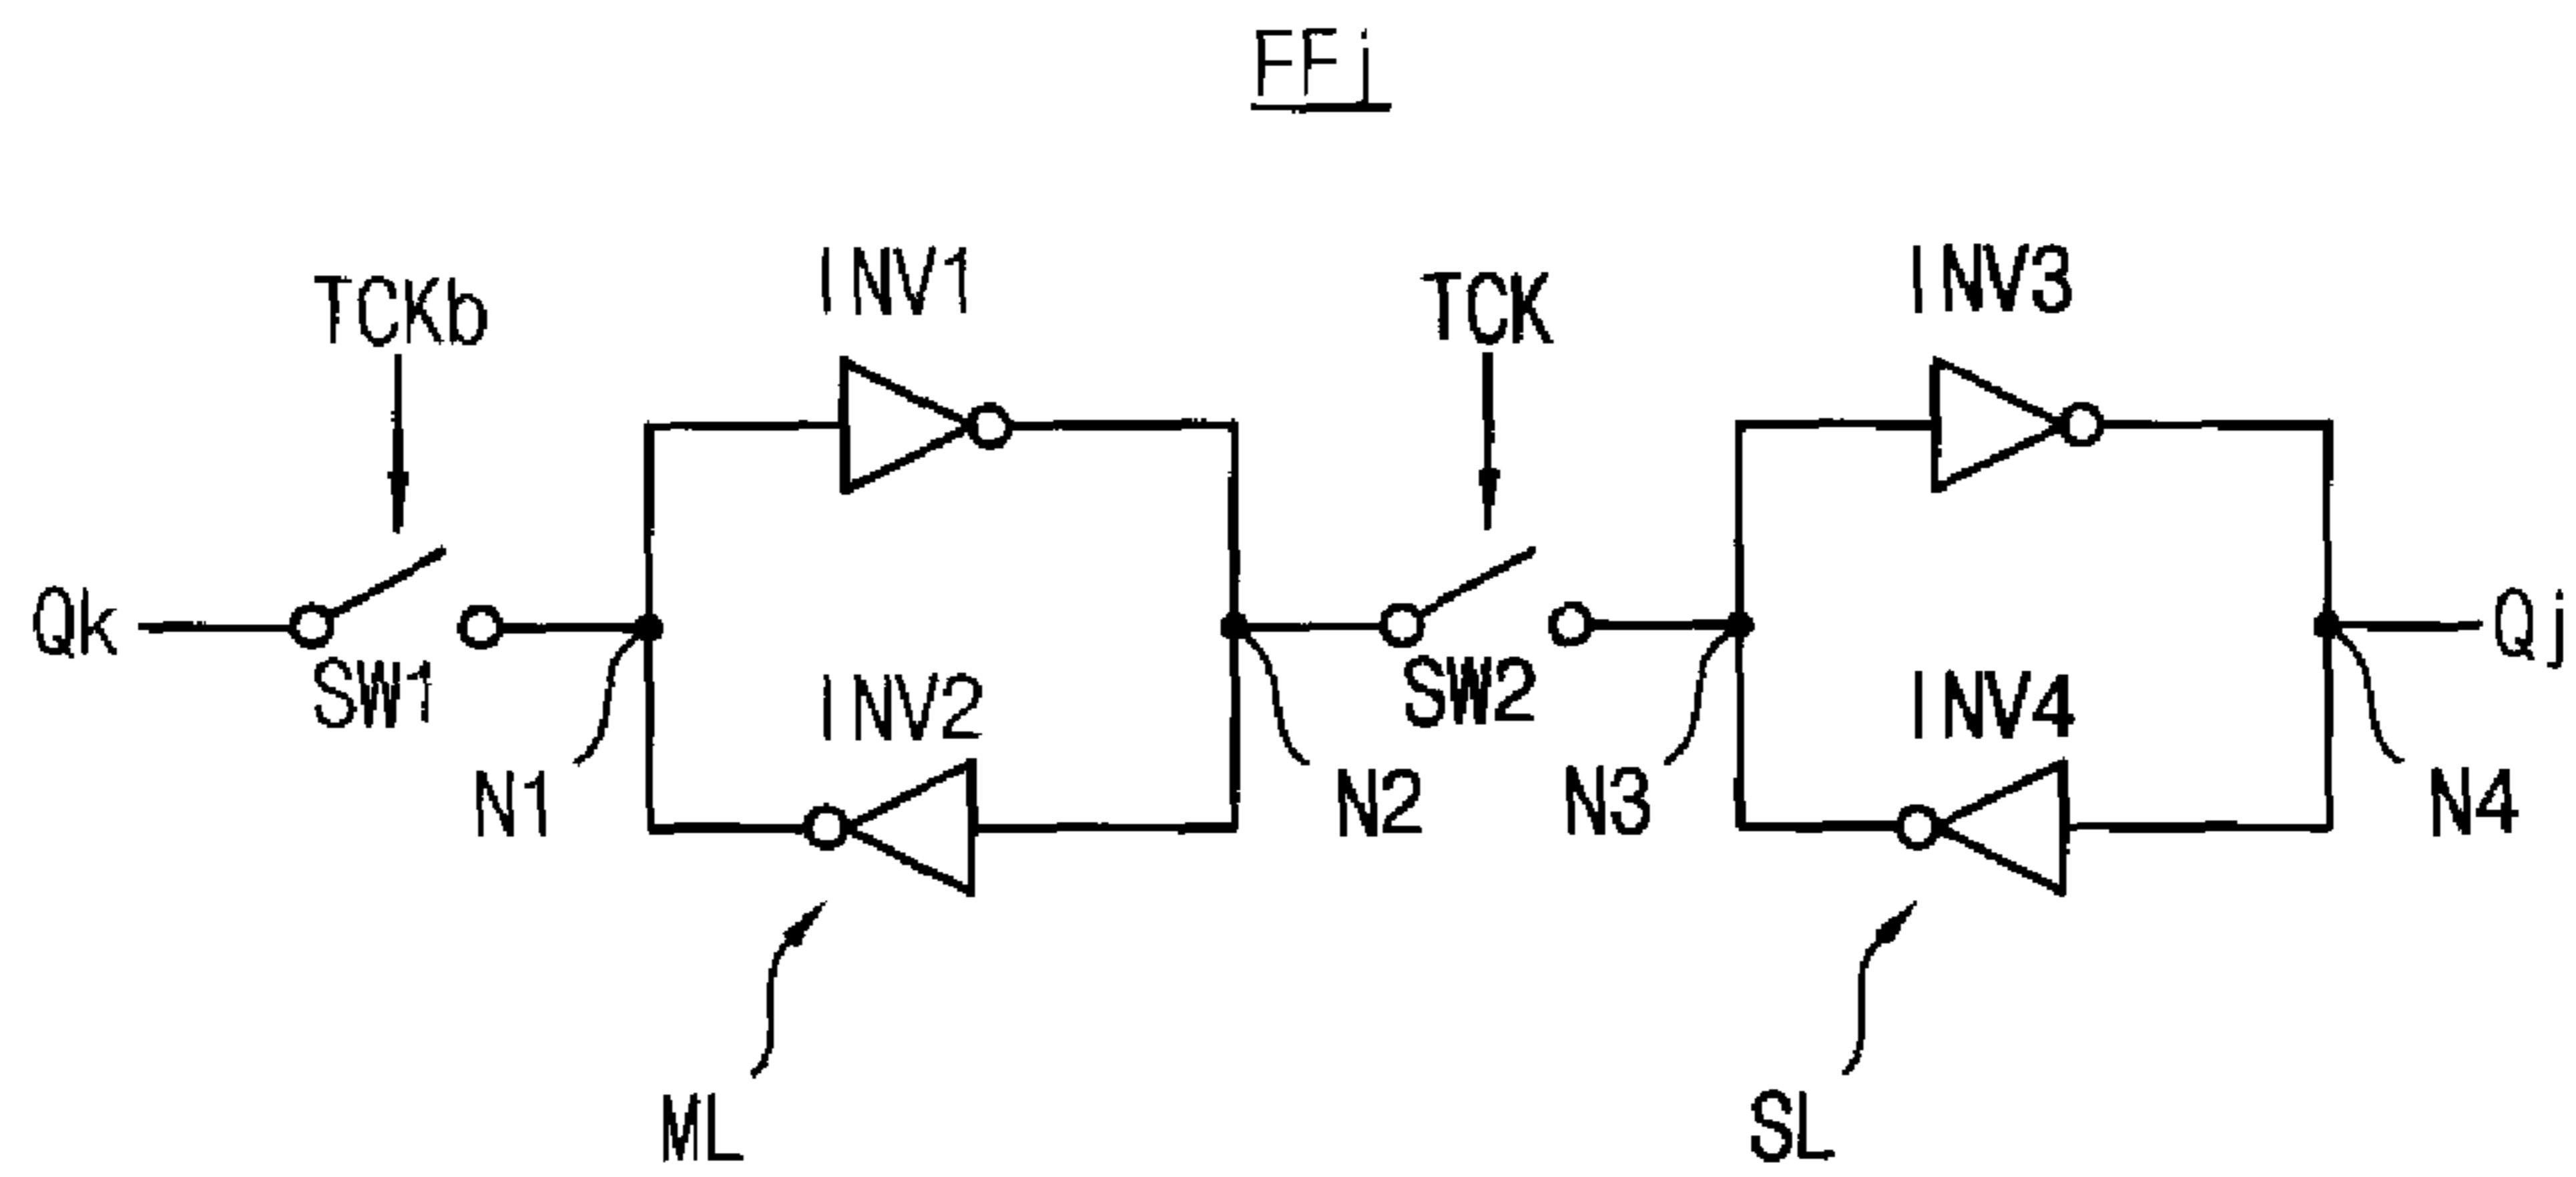 FFj
TCKb
INV1
TCK
INV3
Qk
SW1
INV2
SW2
INV4
Qj
N1
N2
N3
N4
ML
SL